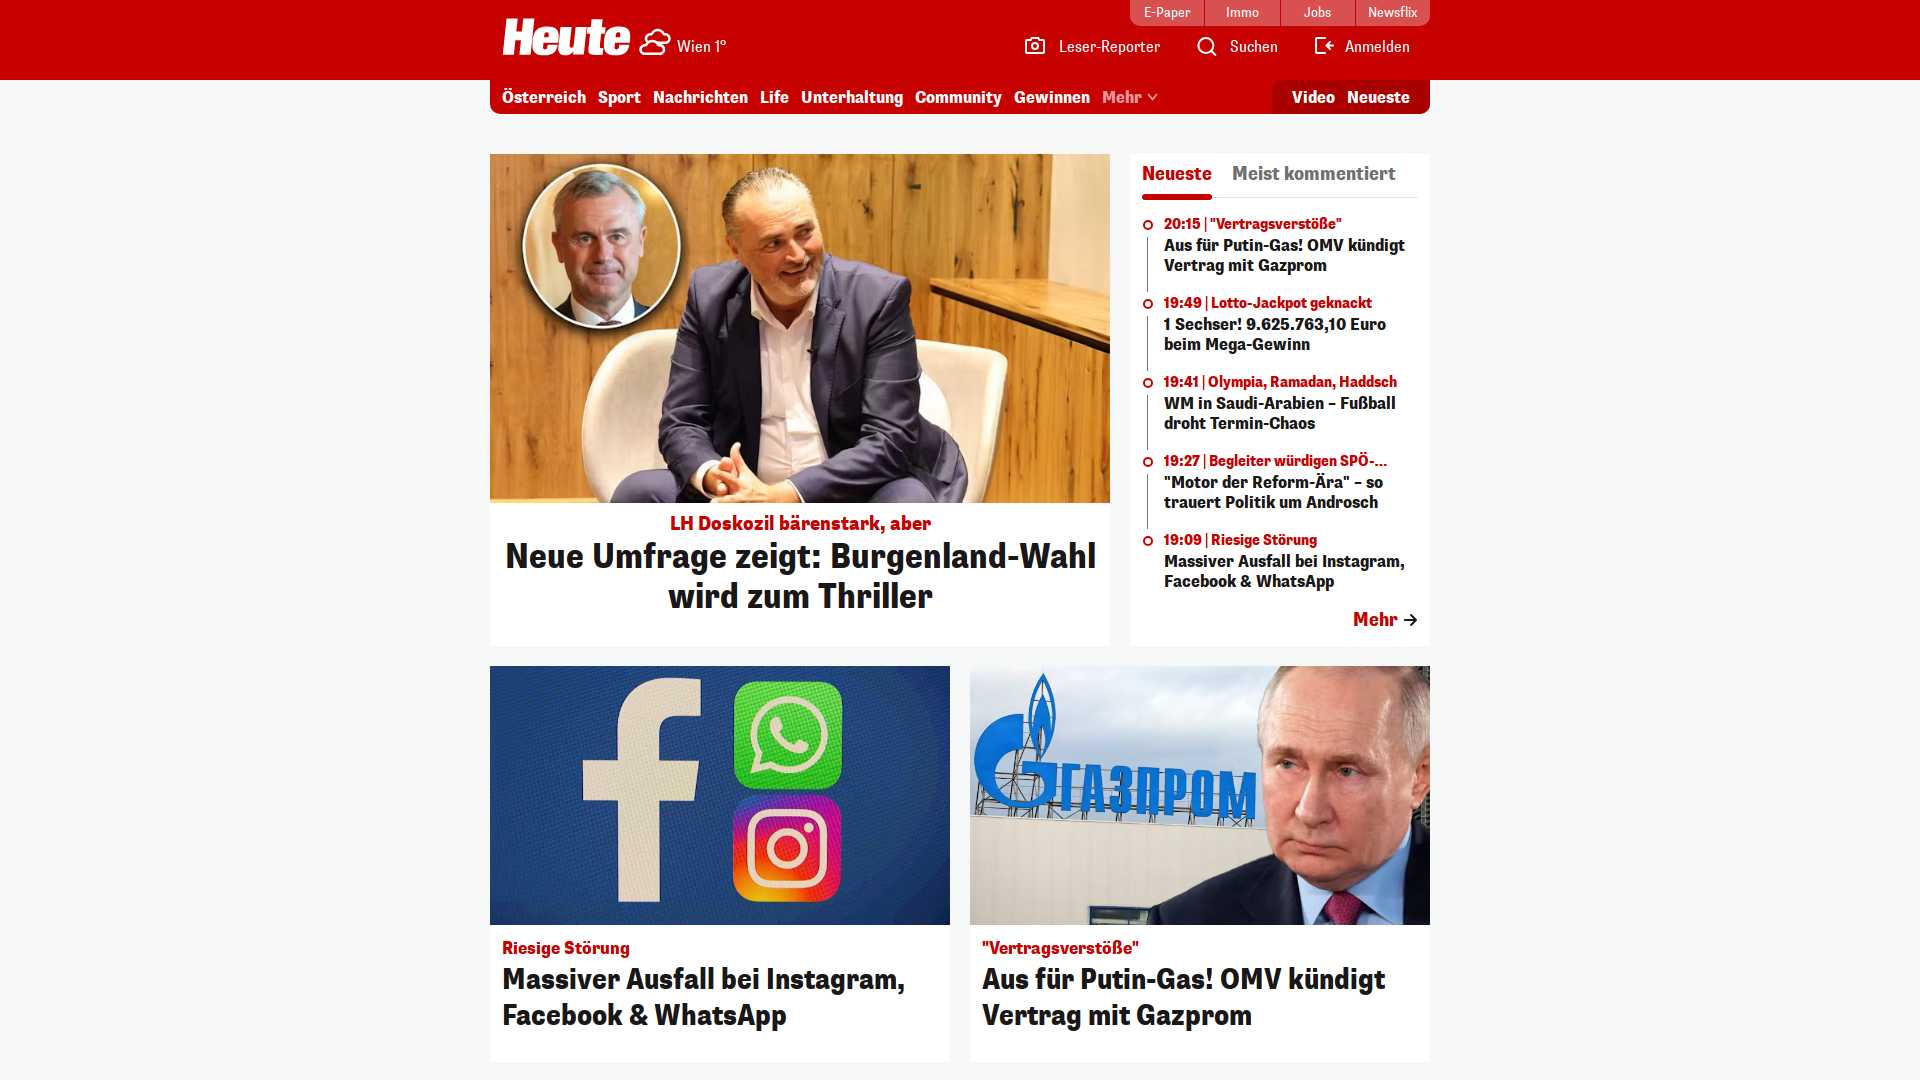 E-Paper
Immo
Jobs
Newsflix
Heute
Wien 1°
Leser-Reporter
Suchen
Anmelden
Österreich
Sport
Nachrichten
Life
Unterhaltung
Community
Gewinnen
Mehr
Video
Neueste
LH Doskozil bärenstark, aber
Neue Umfrage zeigt: Burgenland-Wahl
wird zum Thriller
Neueste
Meist kommentiert
20:15 | "Vertragsverstöße"
Aus für Putin-Gas! OMV kündigt
Vertrag mit Gazprom
19:49 | Lotto-Jackpot geknackt
1 Sechser! 9.625.763,10 Euro
beim Mega-Gewinn
19:41 | Olympia, Ramadan, Haddsch
WM in Saudi-Arabien – Fußball
droht Termin-Chaos
19:27 | Begleiter würdigen SPÖ-...
"Motor der Reform-Ära" – so
trauert Politik um Androsch
19:09 | Riesige Störung
Massiver Ausfall bei Instagram,
Facebook & WhatsApp
Mehr
Riesige Störung
Massiver Ausfall bei Instagram,
Facebook & WhatsApp
ГАЗПРОМ
"Vertragsverstöße"
Aus für Putin-Gas! OMV kündigt
Vertrag mit Gazprom